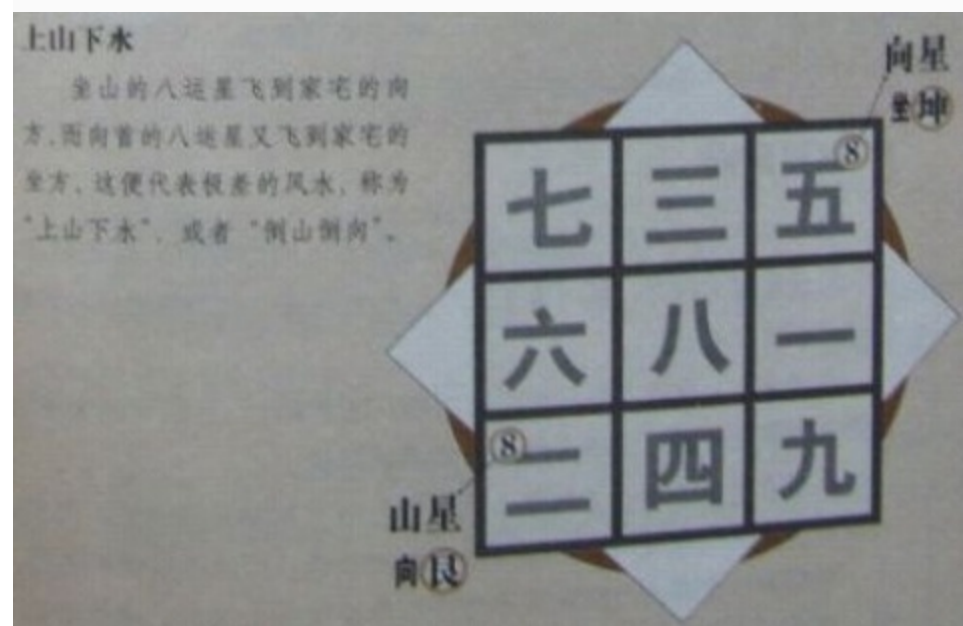 上山下水
坐山的八运星飞到家宅的向
方,而向首的八运星又飞到家宅的
坐方,这便代表极差的风水,称为
“上山下水”,或者“倒山倒向”。
向星
坐坤
8
七 三 五
六 八 一
8
二 四 九
山星
向艮